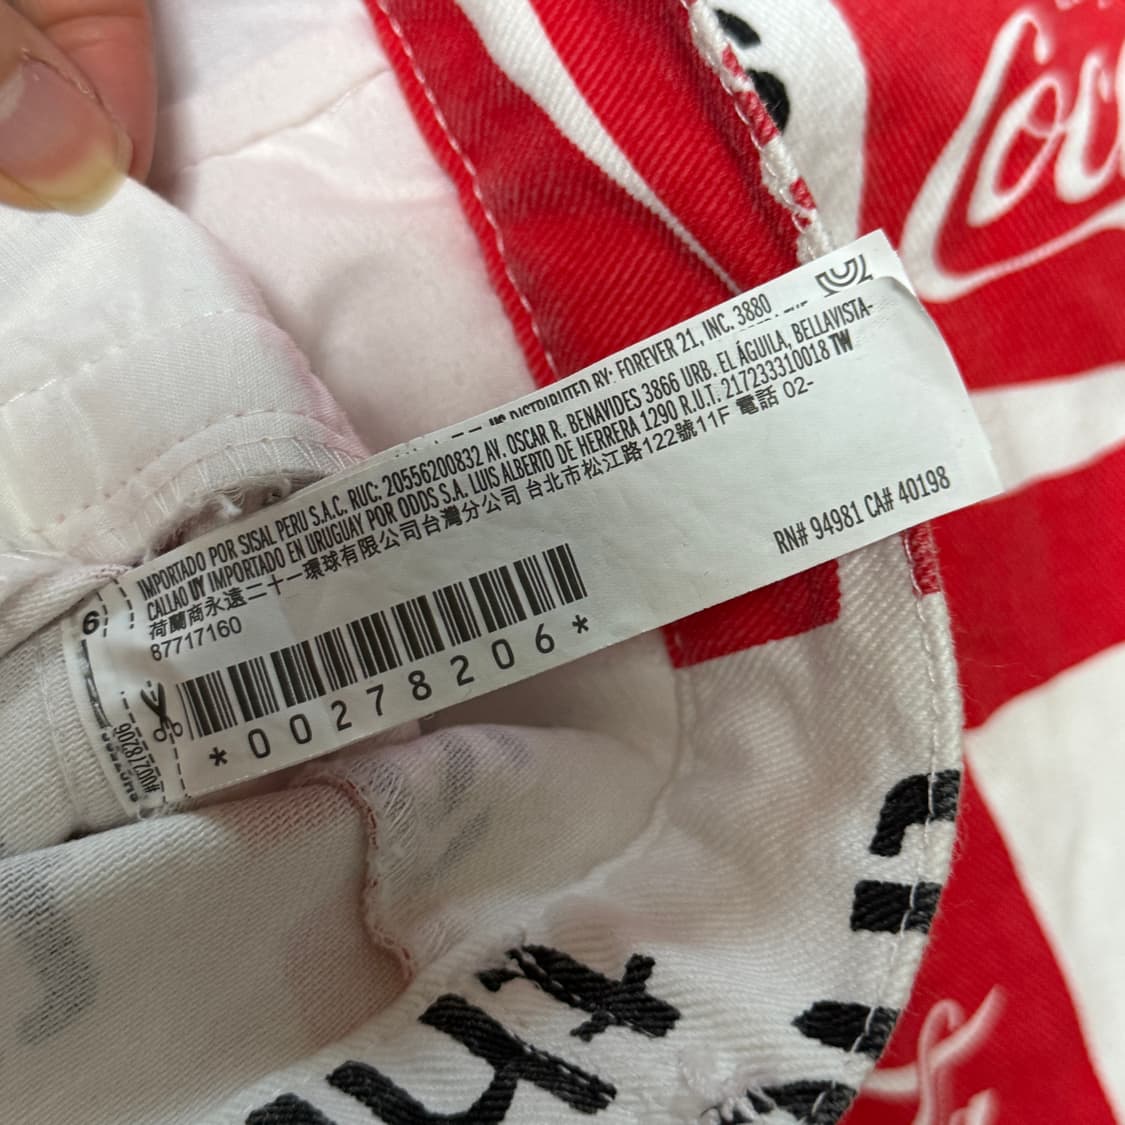 US DISTRIBUTED BY: FOREVER 21, INC. 3880
IMPORTADO POR SISAL PERU S.A.C. RUC: 20556200832 AV. OSCAR R. BENAVIDES 3866 URB. EL ÁGUILA, BELLAVISTA-
CALLAO UY IMPORTADO EN URUGUAY POR ODDS S.A. LUIS ALBERTO DE HERRERA 1290 R.U.T. 217233310018 TW
荷蘭商永遠二十一環球有限公司台灣分公司 台北市松江路122號11F 電話 02-
87717160
RN# 94981 CA# 40198
*00278206*
#00278206
6